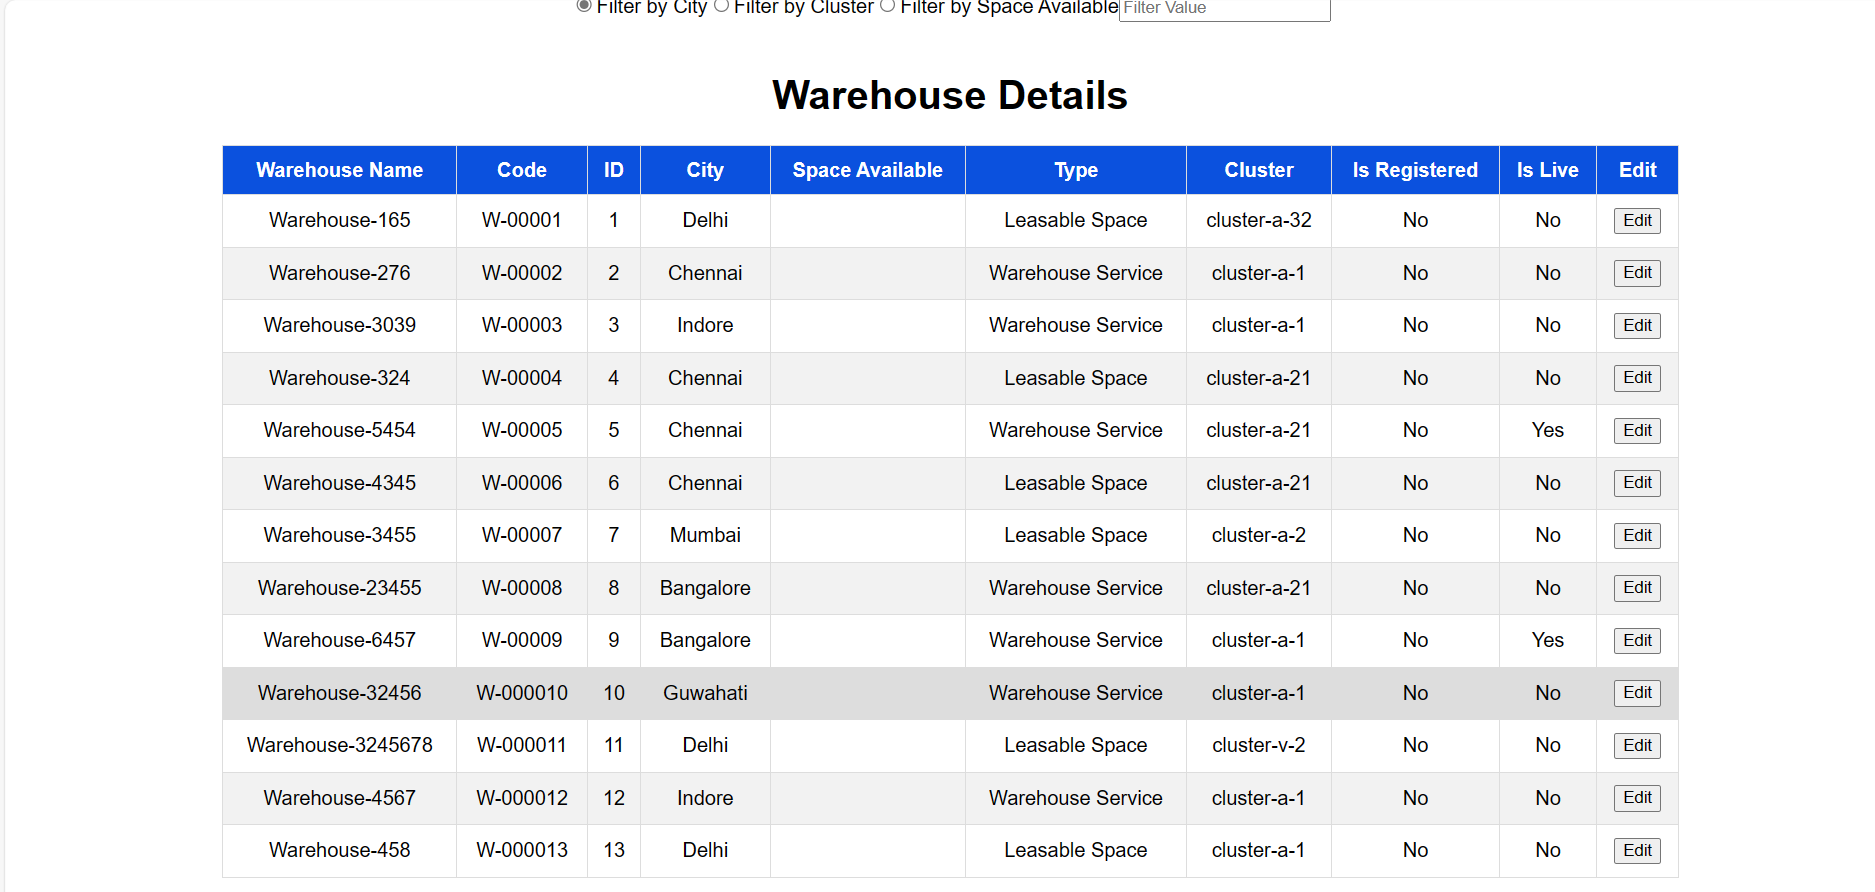 Filter by City Filter by Cluster Filter by Space Available Filter Value
Warehouse Details
Warehouse Name Code ID City Space Available Type Cluster Is Registered Is Live Edit
Warehouse-165 W-00001 1 Delhi Leasable Space cluster-a-32 No No Edit
Warehouse-276 W-00002 2 Chennai Warehouse Service cluster-a-1 No No Edit
Warehouse-3039 W-00003 3 Indore Warehouse Service cluster-a-1 No No Edit
Warehouse-324 W-00004 4 Chennai Leasable Space cluster-a-21 No No Edit
Warehouse-5454 W-00005 5 Chennai Warehouse Service cluster-a-21 No Yes Edit
Warehouse-4345 W-00006 6 Chennai Leasable Space cluster-a-21 No No Edit
Warehouse-3455 W-00007 7 Mumbai Leasable Space cluster-a-2 No No Edit
Warehouse-23455 W-00008 8 Bangalore Warehouse Service cluster-a-21 No No Edit
Warehouse-6457 W-00009 9 Bangalore Warehouse Service cluster-a-1 No Yes Edit
Warehouse-32456 W-000010 10 Guwahati Warehouse Service cluster-a-1 No No Edit
Warehouse-3245678 W-000011 11 Delhi Leasable Space cluster-v-2 No No Edit
Warehouse-4567 W-000012 12 Indore Warehouse Service cluster-a-1 No No Edit
Warehouse-458 W-000013 13 Delhi Leasable Space cluster-a-1 No No Edit